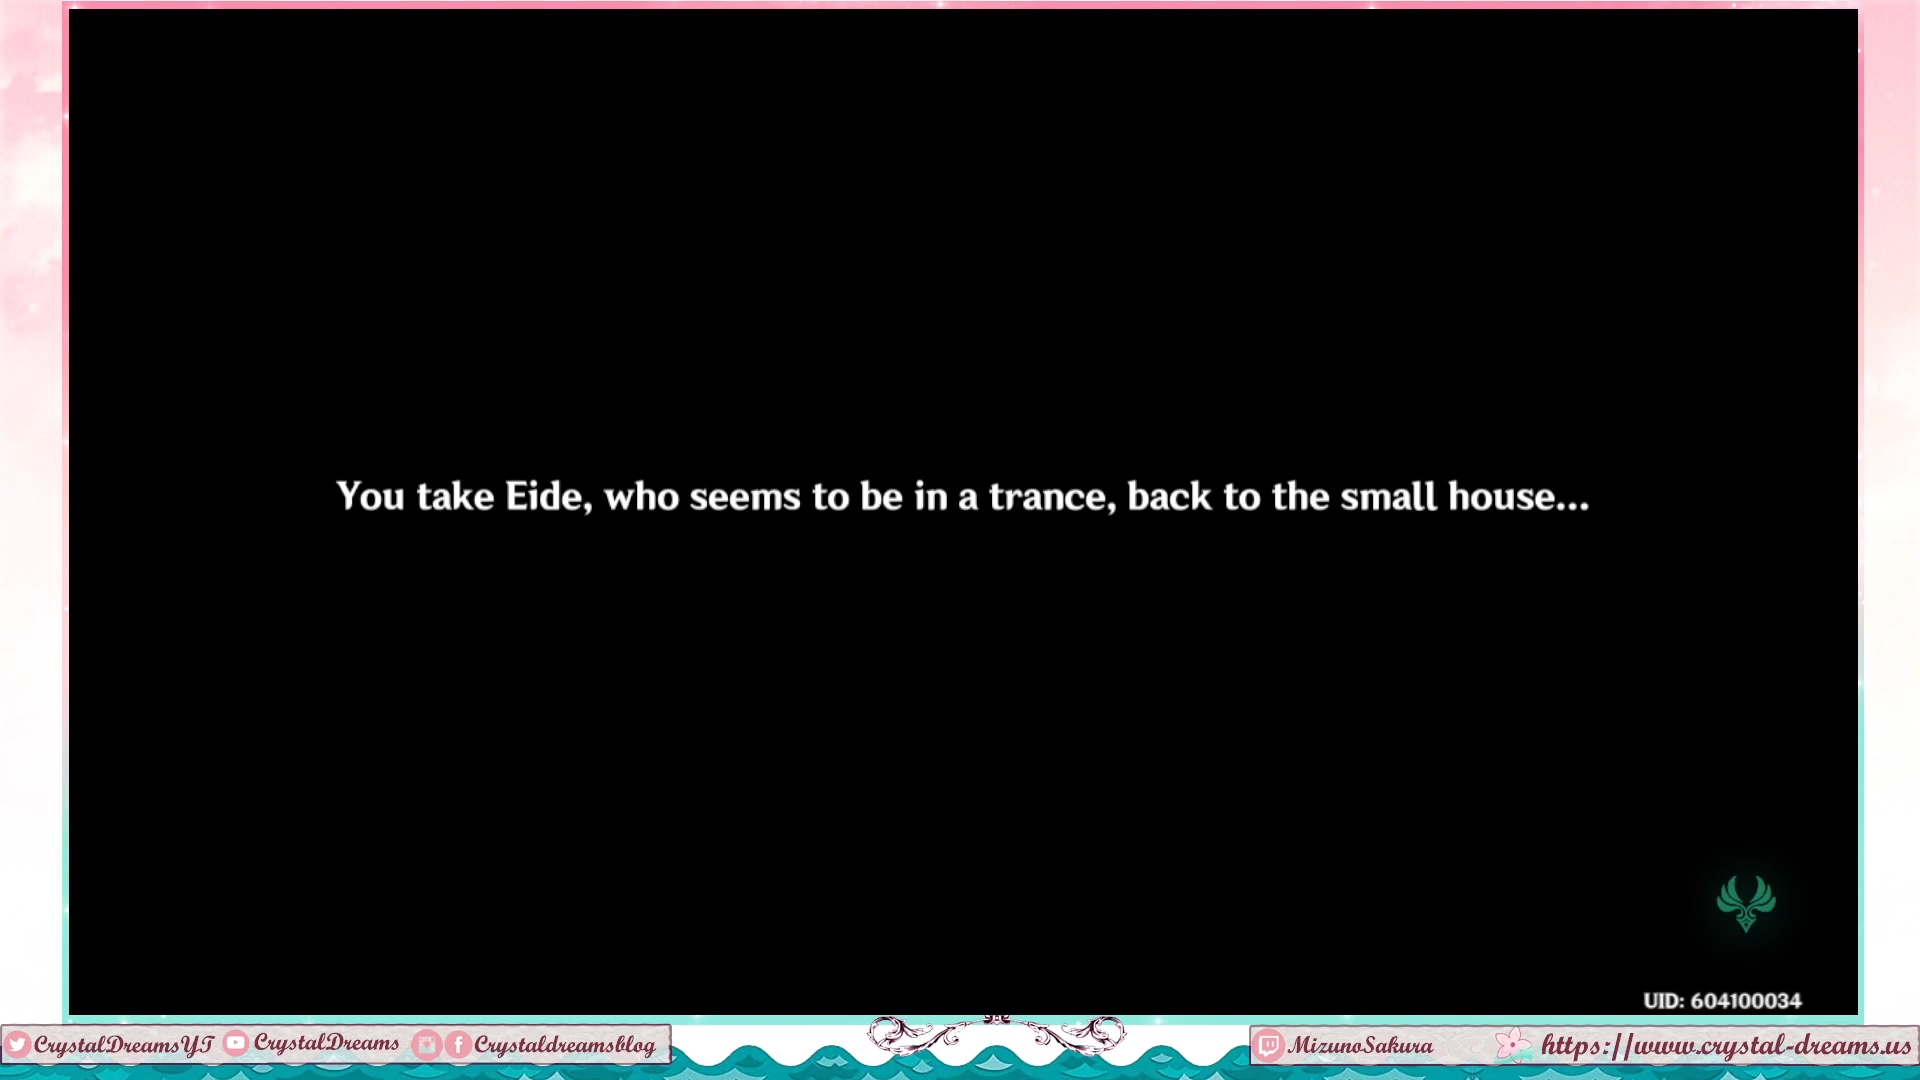 You take Eide, who seems to be in a trance, back to the small house...
UID: 604100034
CrystalDreamsYT CrystalDreams Crystaldreamsblog MizunoSakura https://www.crystal-dreams.us